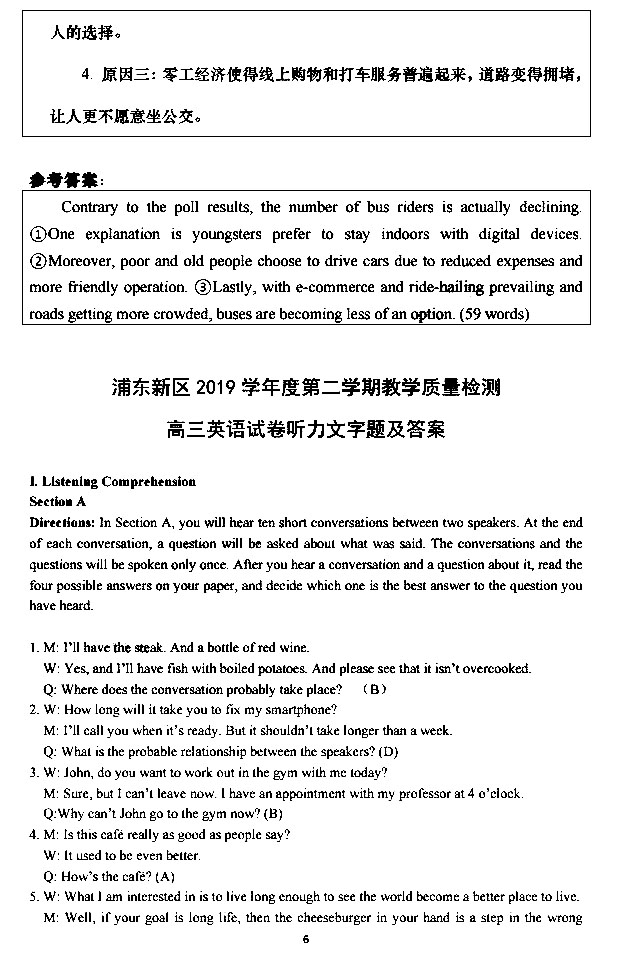 人的选择。
4. 原因三：零工经济使得线上购物和打车服务普遍起来，道路变得拥堵，
让人更不愿意坐公交。
参考答案：
Contrary to the poll results, the number of bus riders is actually declining.
①One explanation is youngsters prefer to stay indoors with digital devices.
②Moreover, poor and old people choose to drive cars due to reduced expenses and
more friendly operation. ③Lastly, with e-commerce and ride-hailing prevailing and
roads getting more crowded, buses are becoming less of an option. (59 words)
浦东新区 2019 学年度第二学期教学质量检测
高三英语试卷听力文字题及答案
I. Listening Comprehension
Section A
Directions: In Section A, you will hear ten short conversations between two speakers. At the end
of each conversation, a question will be asked about what was said. The conversations and the
questions will be spoken only once. After you hear a conversation and a question about it, read the
four possible answers on your paper, and decide which one is the best answer to the question you
have heard.
1. M: I'll have the steak. And a bottle of red wine.
W: Yes, and I'll have fish with boiled potatoes. And please see that it isn't overcooked.
Q: Where does the conversation probably take place? （B）
2. W: How long will it take you to fix my smartphone?
M: I'll call you when it's ready. But it shouldn't take longer than a week.
Q: What is the probable relationship between the speakers? (D)
3. W: John, do you want to work out in the gym with me today?
M: Sure, but I can't leave now. I have an appointment with my professor at 4 o'clock.
Q:Why can't John go to the gym now? (B)
4. M: Is this café really as good as people say?
W: It used to be even better.
Q: How's the café? (A)
5. W: What I am interested in is to live long enough to see the world become a better place to live.
M: Well, if your goal is long life, then the cheeseburger in your hand is a step in the wrong
6